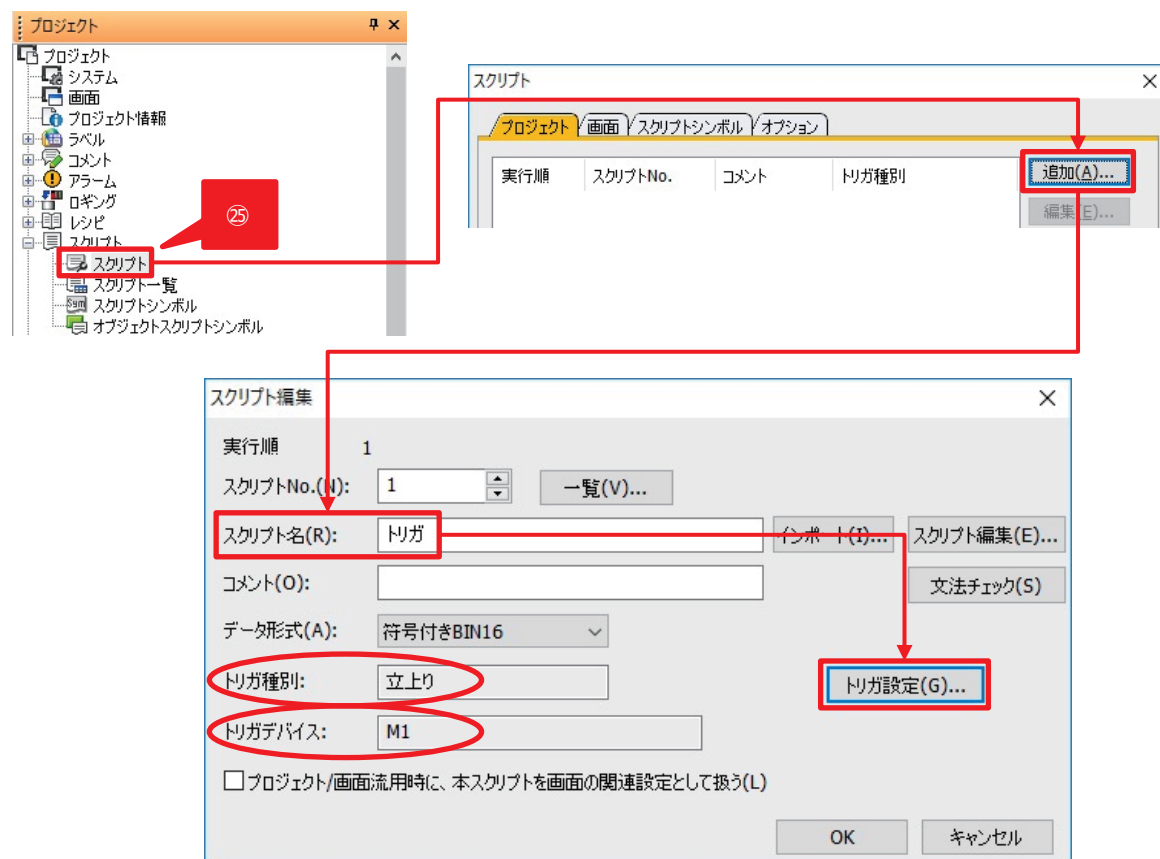 プロジェクト
プロジェクト
システム
画面
プロジェクト情報
ラベル
コメント
アラーム
ロギング
レシピ
スクリプト
スクリプト
スクリプト一覧
Sym スクリプトシンボル
オブジェクトスクリプトシンボル
㉕
スクリプト
プロジェクト 画面 スクリプトシンボル オプション
実行順 スクリプトNo. コメント トリガ種別 追加(A)...
編集(E)...
スクリプト編集
実行順 1
スクリプトNo.(N): 1 一覧(V)...
スクリプト名(R): トリガ インポート(I)... スクリプト編集(E)...
コメント(O): 文法チェック(S)
データ形式(A): 符号付きBIN16
トリガ種別: 立上り トリガ設定(G)...
トリガデバイス: M1
プロジェクト/画面流用時に、本スクリプトを画面の関連設定として扱う(L)
OK キャンセル